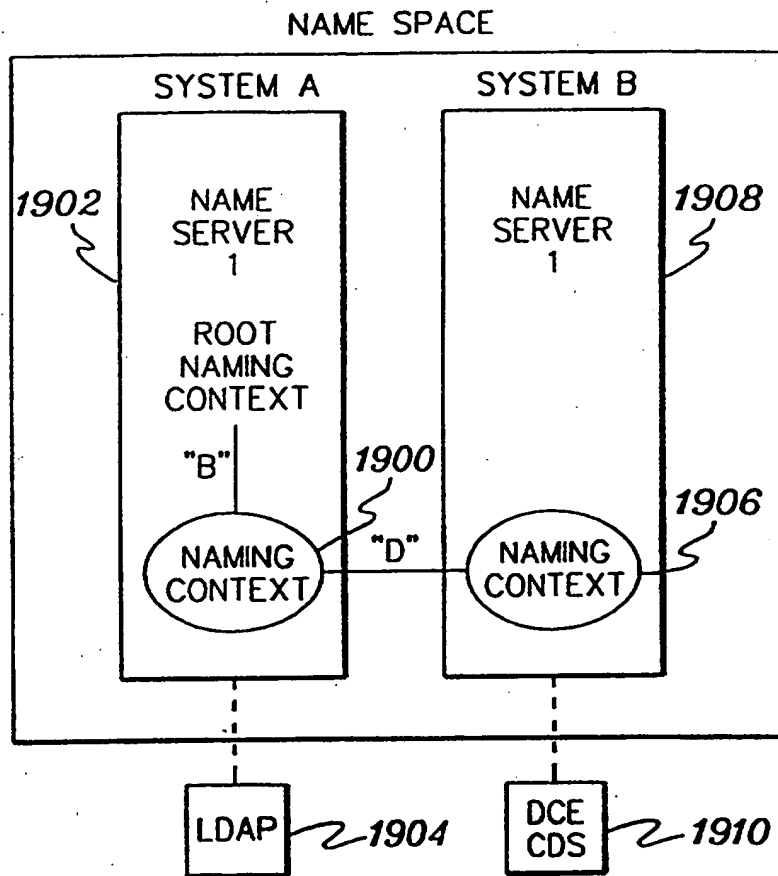 NAME SPACE
SYSTEM A
SYSTEM B
1902
NAME
SERVER
1
NAME
SERVER
1
1908
ROOT
NAMING
CONTEXT
"B"
1900
NAMING
CONTEXT
"D"
NAMING
CONTEXT
1906
LDAP
1904
DCE
CDS
1910